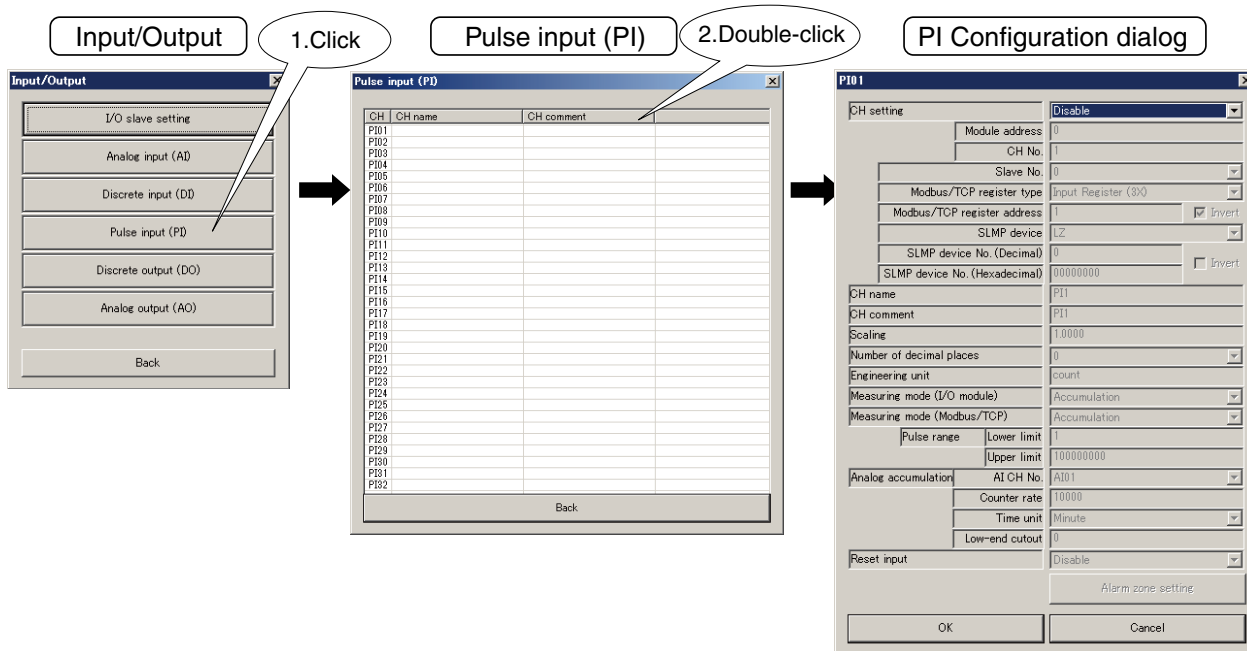 Input/Output
1.Click
Pulse input (PI)
2.Double-click
PI Configuration dialog
Input/Output
I/O slave setting
Analog input (AI)
Discrete input (DI)
Pulse input (PI)
Discrete output (DO)
Analog output (AO)
Back
Pulse input (PI)
CH CH name CH comment
PI01
PI02
PI03
PI04
PI05
PI06
PI07
PI08
PI09
PI10
PI11
PI12
PI13
PI14
PI15
PI16
PI17
PI18
PI19
PI20
PI21
PI22
PI23
PI24
PI25
PI26
PI27
PI28
PI29
PI30
PI31
PI32
Back
PI01
CH setting Disable
Module address 0
CH No. 1
Slave No. 0
Modbus/TCP register type Input Register (3X)
Modbus/TCP register address 1 Invert
SLMP device LZ
SLMP device No. (Decimal) 0
Invert
SLMP device No. (Hexadecimal) 00000000
CH name PI1
CH comment PI1
Scaling 1.0000
Number of decimal places 0
Engineering unit count
Measuring mode (I/O module) Accumulation
Measuring mode (Modbus/TCP) Accumulation
Pulse range Lower limit 1
Upper limit 100000000
Analog accumulation AI CH No. AI01
Counter rate 10000
Time unit Minute
Low-end cutout 0
Reset input Disable
Alarm zone setting
OK Cancel